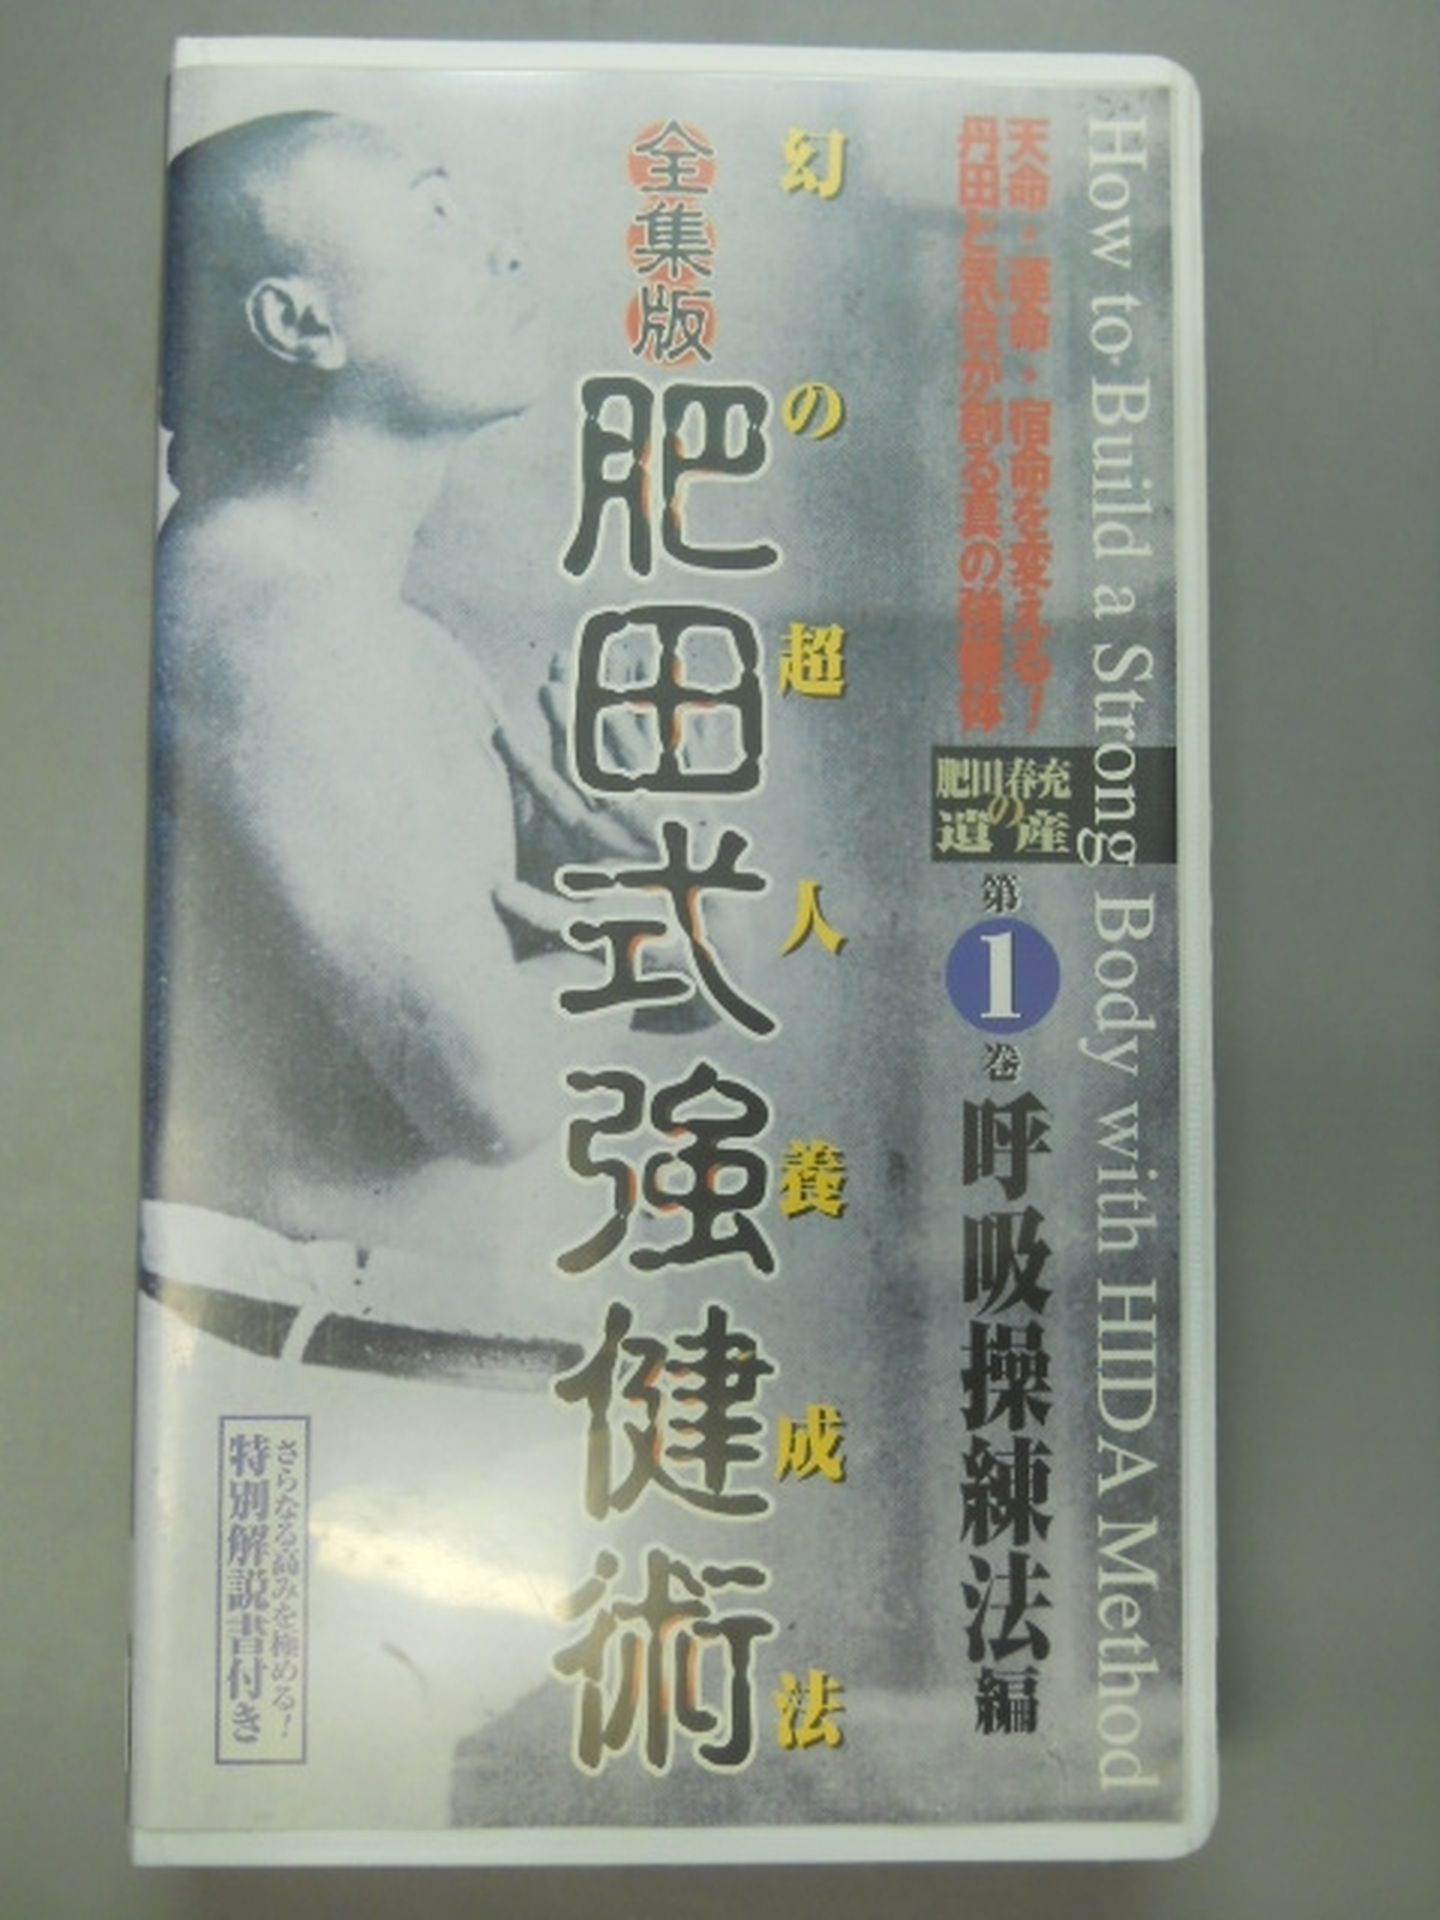 How to Build a Strong Body with HIDA Method
天命・運命・宿命を変える!
丹田と気合が創る真の強健体
肥田春充
の
遺産
第
1
巻
呼吸操練法編
幻の超人養成法
全集版
肥田式強健術
さらなる高みを極める!
特別解説書付き